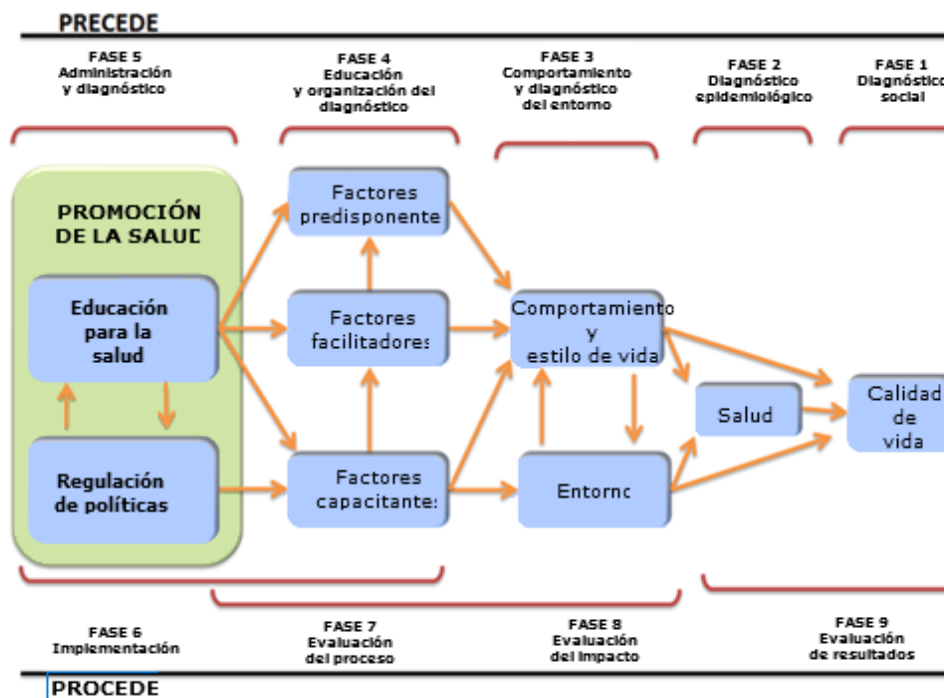 PRECEDE
FASE 5
Administración
y diagnóstico
FASE 4
Educación
y organización del
diagnóstico
FASE 3
Comportamiento
y diagnóstico
del entorno
FASE 2
Diagnóstico
epidemiológico
FASE 1
Diagnóstico
social
PROMOCIÓN
DE LA SALUD
Educación
para la
salud
Regulación
de políticas
Factores
predisponente
Factores
facilitadores
Factores
capacitantes
Comportamiento
y
estilo de vida
Entorno
Salud
Calidad
de
vida
FASE 6
Implementación
FASE 7
Evaluación
del proceso
FASE 8
Evaluación
del impacto
FASE 9
Evaluación
de resultados
PROCEDE